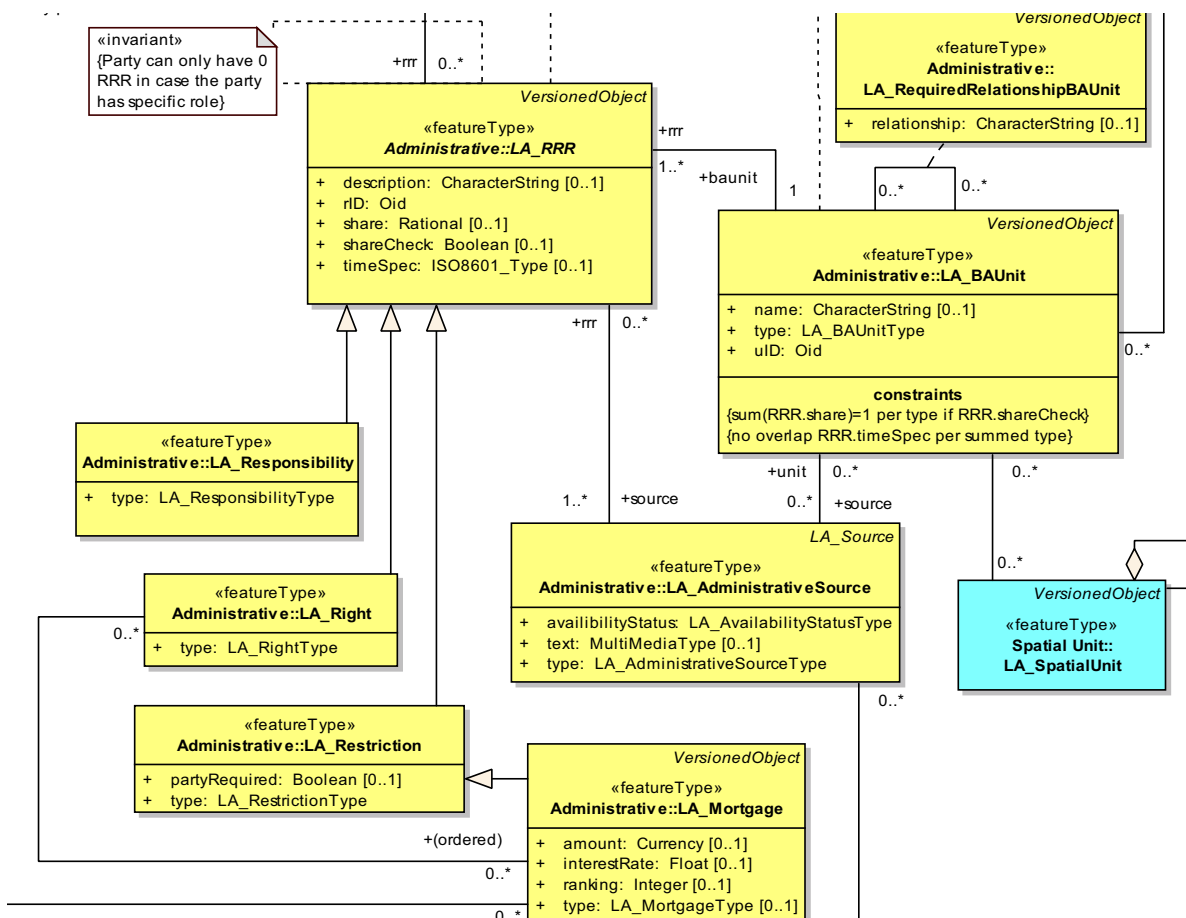 «invariant»
{Party can only have 0
RRR in case the party
has specific role}
+rrr
0..*
VersionedObject
«featureType»
Administrative::LA_RRR
+ description: CharacterString [0..1]
+ rID: Oid
+ share: Rational [0..1]
+ shareCheck: Boolean [0..1]
+ timeSpec: ISO8601_Type [0..1]
VersionedObject
«featureType»
Administrative::
LA_RequiredRelationshipBAUnit
+ relationship: CharacterString [0..1]
+rrr
1..*
+baunit
1
0..*
0..*
VersionedObject
«featureType»
Administrative::LA_BAUnit
+ name: CharacterString [0..1]
+ type: LA_BAUnitType
+ uID: Oid
constraints
{sum(RRR.share)=1 per type if RRR.shareCheck}
{no overlap RRR.timeSpec per summed type}
0..*
+rrr
0..*
«featureType»
Administrative::LA_Responsibility
+ type: LA_ResponsibilityType
+unit
0..*
0..*
1..*
+source
0..*
+source
0..*
LA_Source
«featureType»
Administrative::LA_AdministrativeSource
+ availibilityStatus: LA_AvailabilityStatusType
+ text: MultiMediaType [0..1]
+ type: LA_AdministrativeSourceType
0..*
VersionedObject
«featureType»
Spatial Unit::
LA_SpatialUnit
«featureType»
Administrative::LA_Right
+ type: LA_RightType
0..*
«featureType»
Administrative::LA_Restriction
+ partyRequired: Boolean [0..1]
+ type: LA_RestrictionType
VersionedObject
«featureType»
Administrative::LA_Mortgage
+ amount: Currency [0..1]
+ interestRate: Float [0..1]
+ ranking: Integer [0..1]
+ type: LA_MortgageType [0..1]
+(ordered)
0..*
0..*